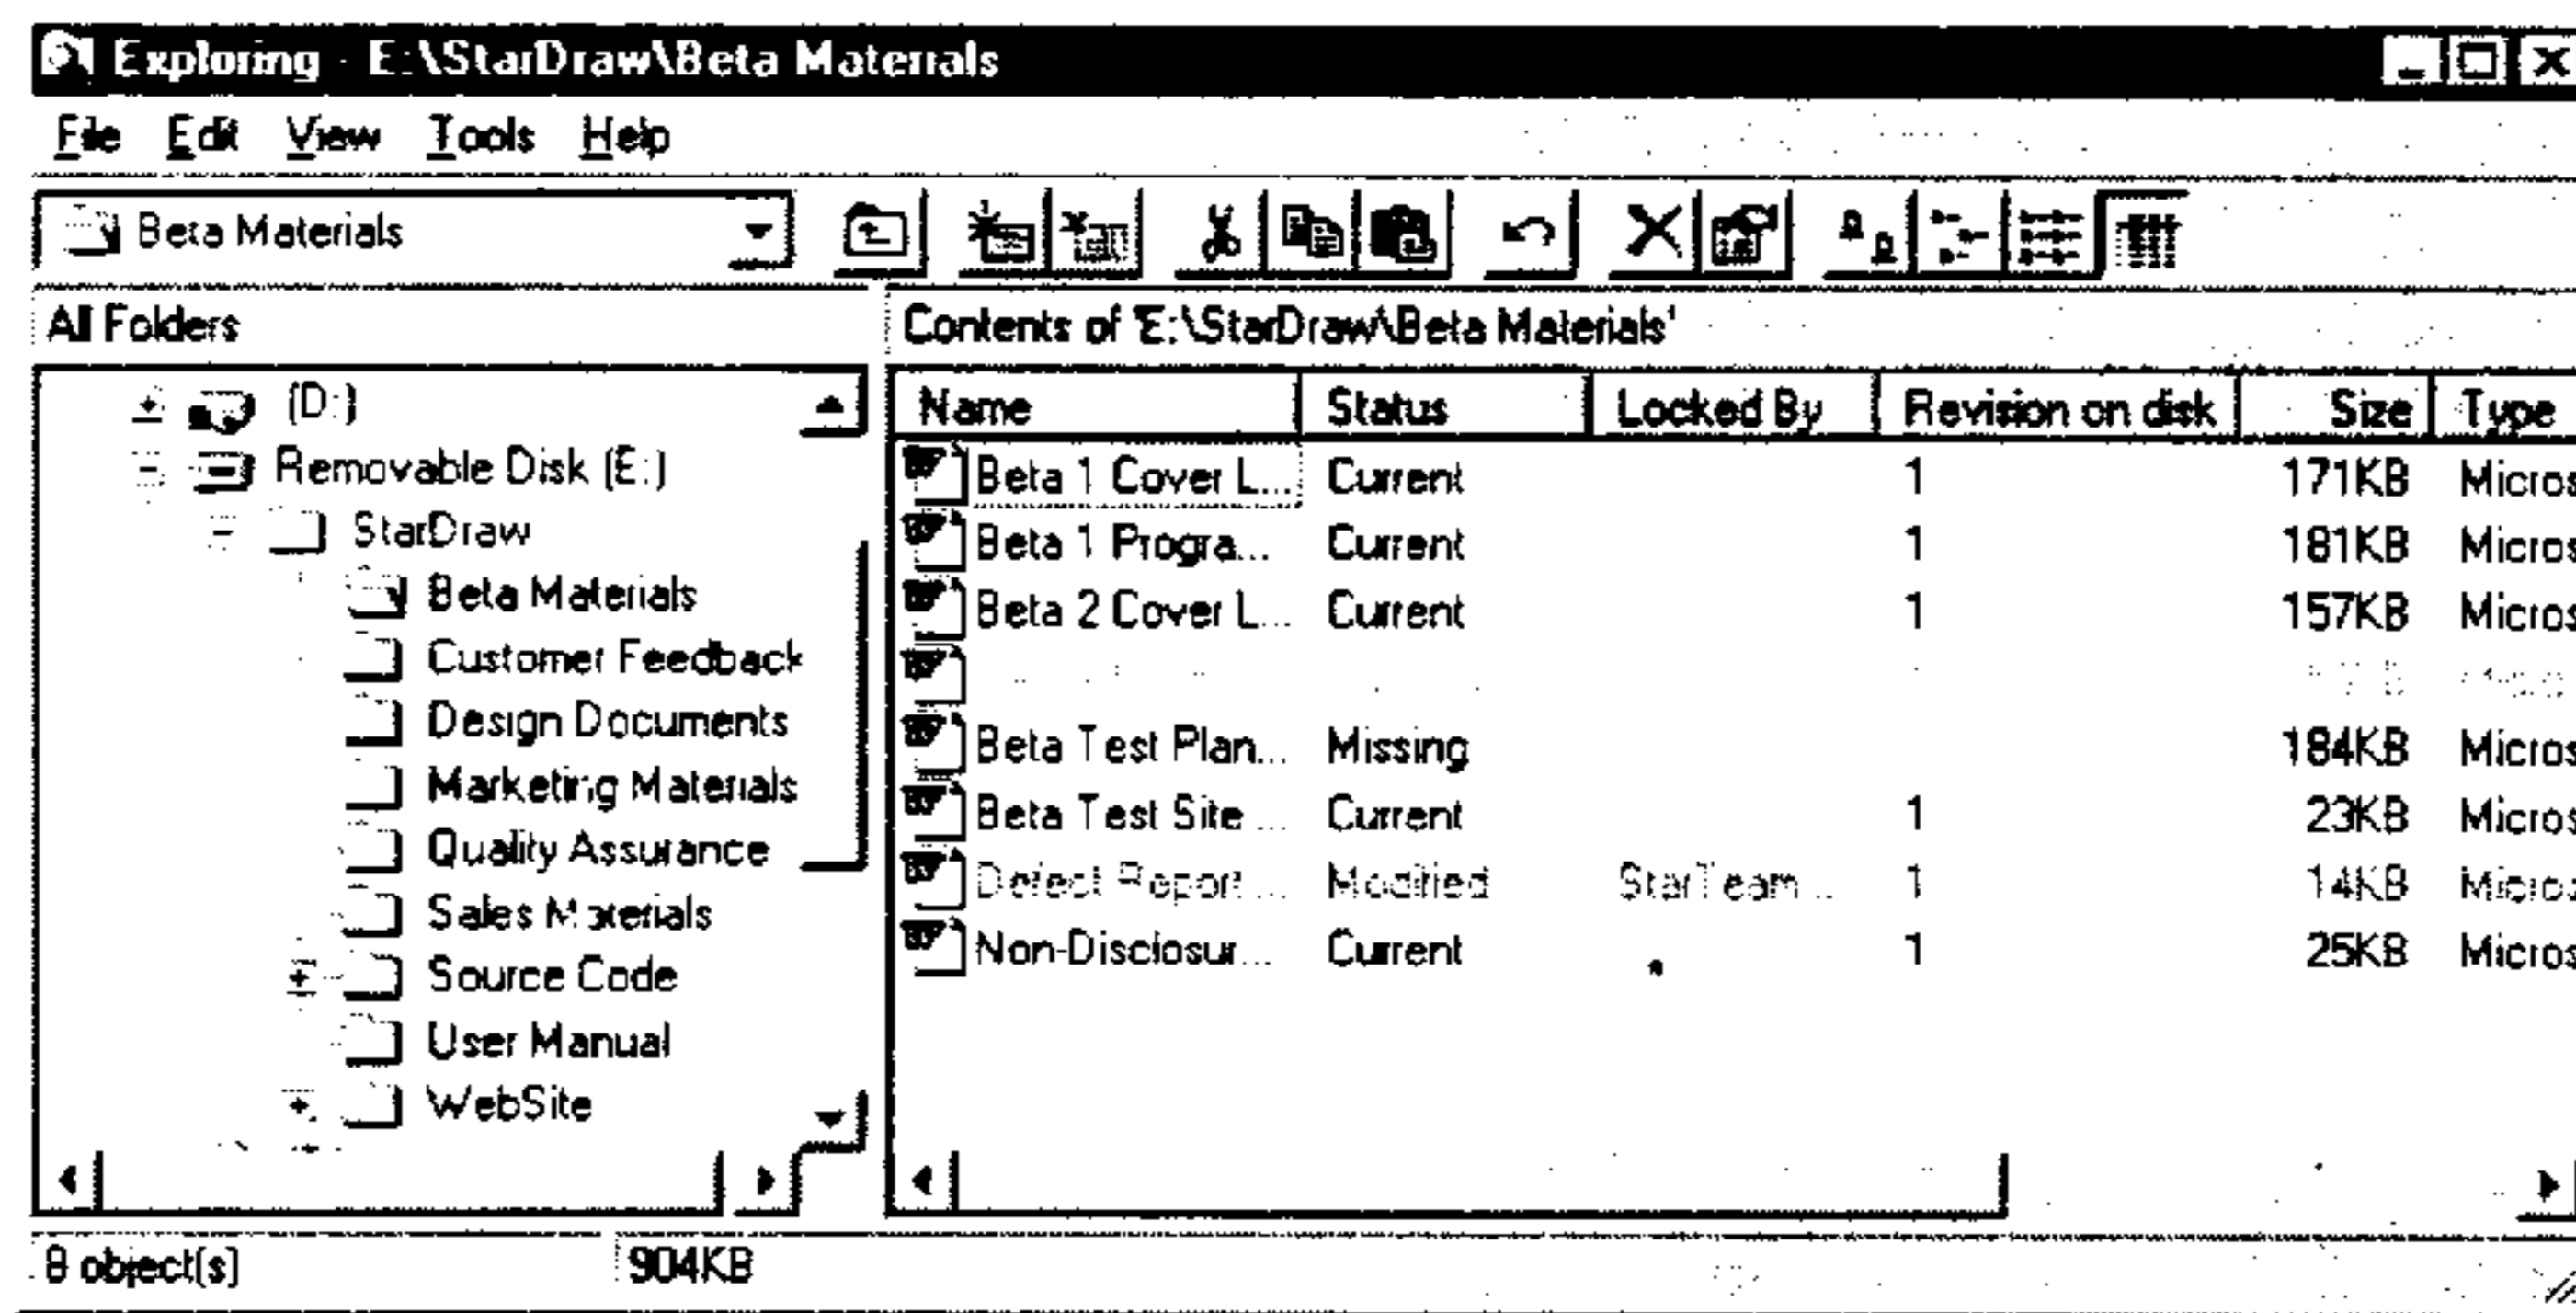 Exploring - E:\StarDraw\Beta Materials
File Edit View Tools Help
Beta Materials
All Folders
Contents of 'E:\StarDraw\Beta Materials'
(D:)
Removable Disk (E:)
StarDraw
Beta Materials
Customer Feedback
Design Documents
Marketing Materials
Quality Assurance
Sales Materials
Source Code
User Manual
WebSite
Name Status Locked By Revision on disk Size Type
Beta 1 Cover L... Current 1 171KB Micros
Beta 1 Progra... Current 1 181KB Micros
Beta 2 Cover L... Current 1 157KB Micros
Beta Test Plan... Missing 184KB Micros
Beta Test Site ... Current 1 23KB Micros
Defect Report ... Modified StarTeam... 1 14KB Micros
Non-Disclosur... Current 1 25KB Micros
8 object(s) 904KB